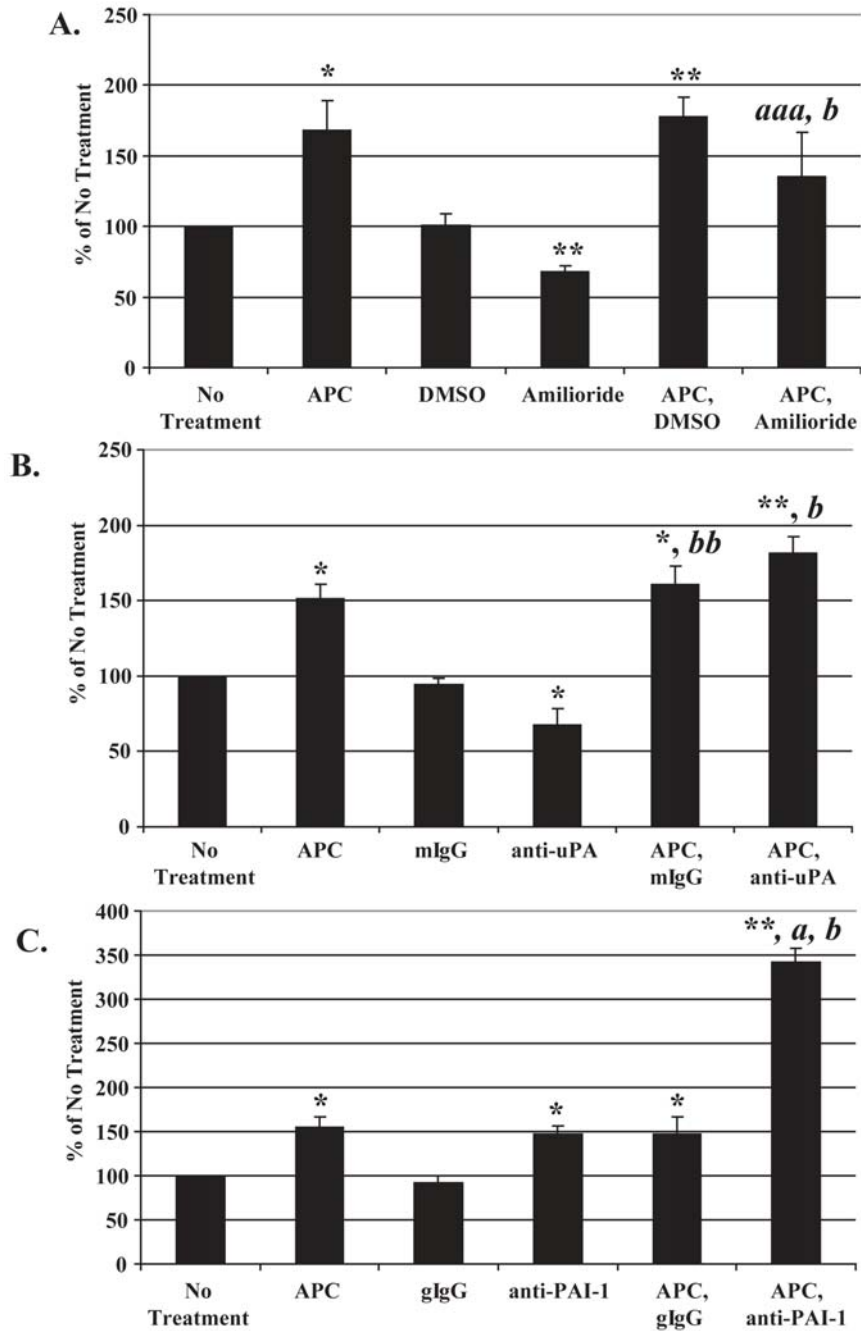 A.
% of No Treatment
250
200
150
100
50
0
*
**
**
aaa, b
No Treatment
APC
DMSO
Amilioride
APC, DMSO
APC, Amilioride
B.
% of No Treatment
250
200
150
100
50
0
*
*
*, bb
**, b
No Treatment
APC
mIgG
anti-uPA
APC, mIgG
APC, anti-uPA
C.
% of No Treatment
400
350
300
250
200
150
100
50
0
*
*
*
**, a, b
No Treatment
APC
gIgG
anti-PAI-1
APC, gIgG
APC, anti-PAI-1